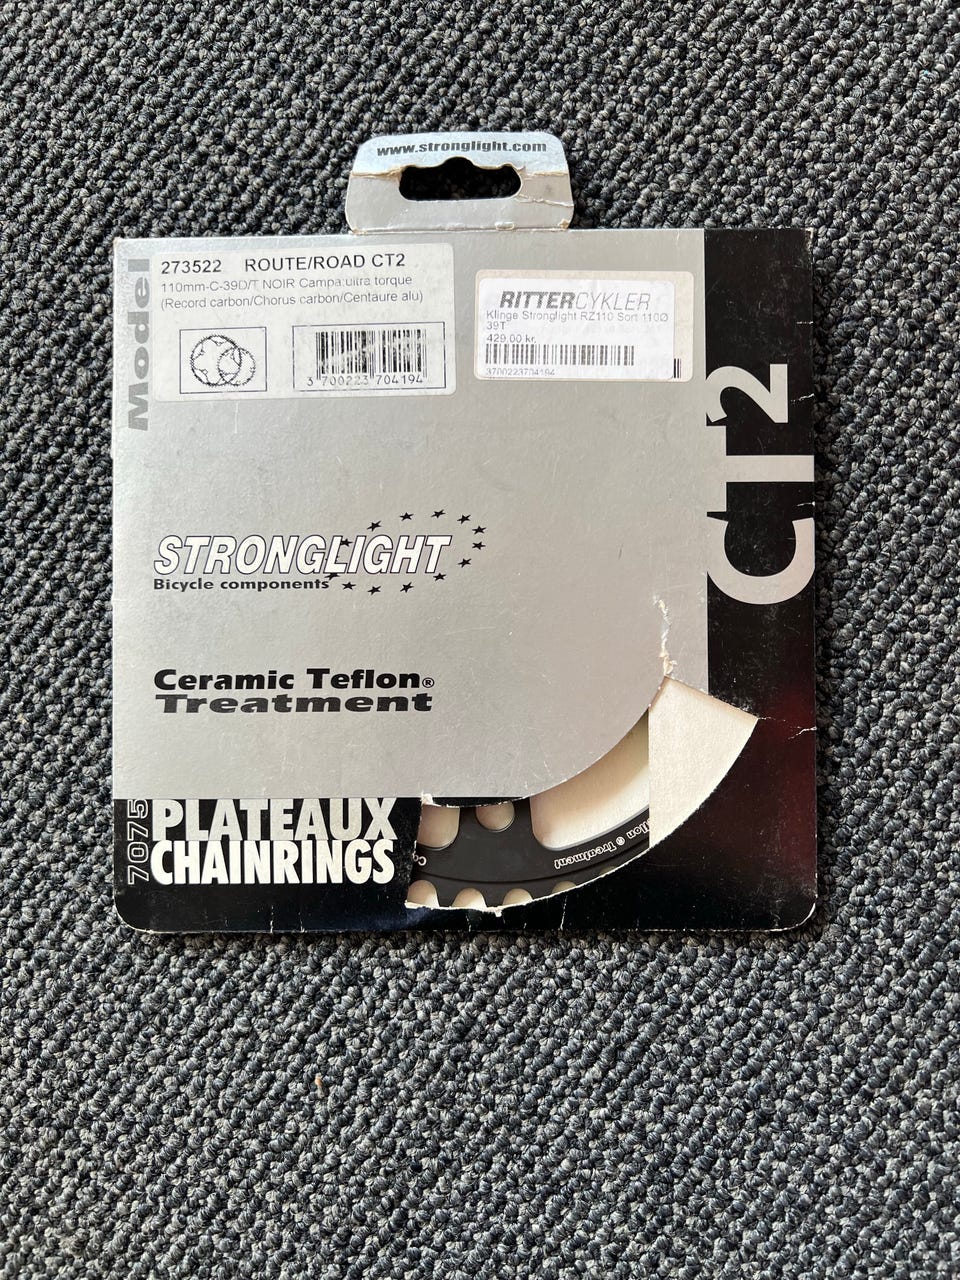 www.stronglight.com
Model
273522 ROUTE/ROAD CT2
110mm-C-39D/T NOIR Campa:ultra torque
(Record carbon/Chorus carbon/Centaure alu)
3 700223 704194
RITTERCYKLER
Klinge Stronglight RZ110 Sort 110Ø
39T
429.00 kr.
3700223704194
CT2
STRONGLIGHT
Bicycle components
Ceramic Teflon®
Treatment
7075
PLATEAUX
CHAINRINGS
® Treatment